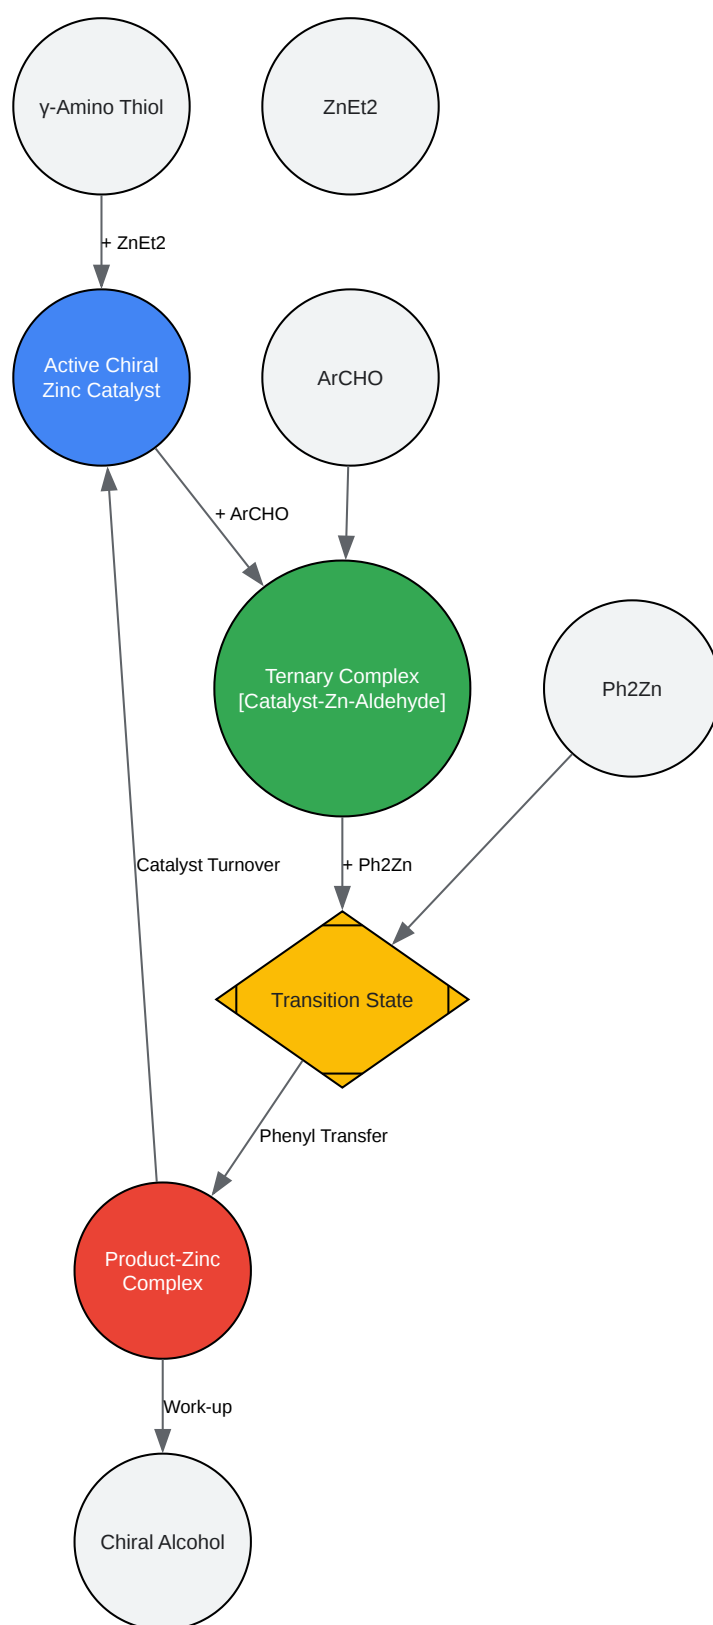 γ-Amino Thiol
ZnEt2
+ ZnEt2
Active Chiral
Zinc Catalyst
ArCHO
+ ArCHO
Ternary Complex
[Catalyst-Zn-Aldehyde]
Ph2Zn
Catalyst Turnover
+ Ph2Zn
Transition State
Phenyl Transfer
Product-Zinc
Complex
Work-up
Chiral Alcohol